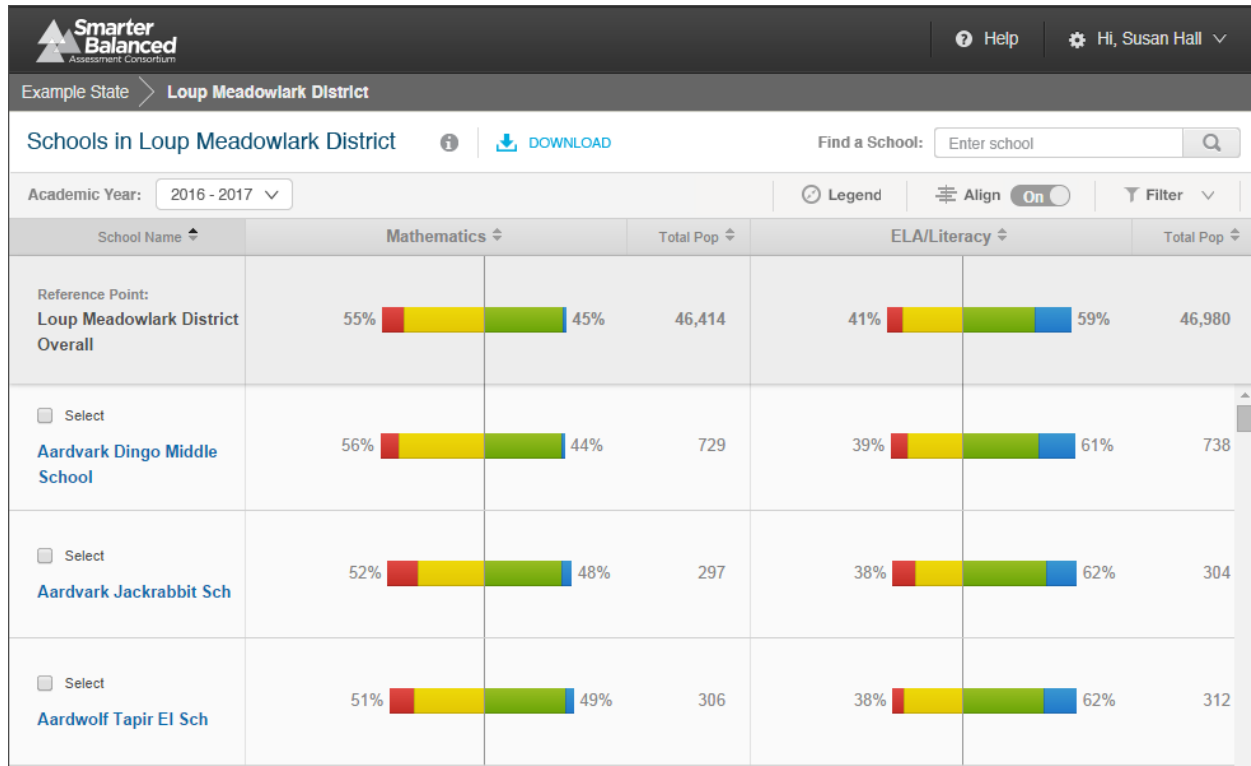 Smarter
Balanced
Assessment Consortium
Help
Hi, Susan Hall
Example State
Loup Meadowlark District
Schools in Loup Meadowlark District
DOWNLOAD
Find a School:
Enter school
Academic Year:
2016 - 2017
Legend
Align
On
Filter
School Name
Mathematics
Total Pop
ELA/Literacy
Total Pop
Reference Point:
Loup Meadowlark District
Overall
55%
45%
46,414
41%
59%
46,980
Select
Aardvark Dingo Middle
School
56%
44%
729
39%
61%
738
Select
Aardvark Jackrabbit Sch
52%
48%
297
38%
62%
304
Select
Aardwolf Tapir El Sch
51%
49%
306
38%
62%
312